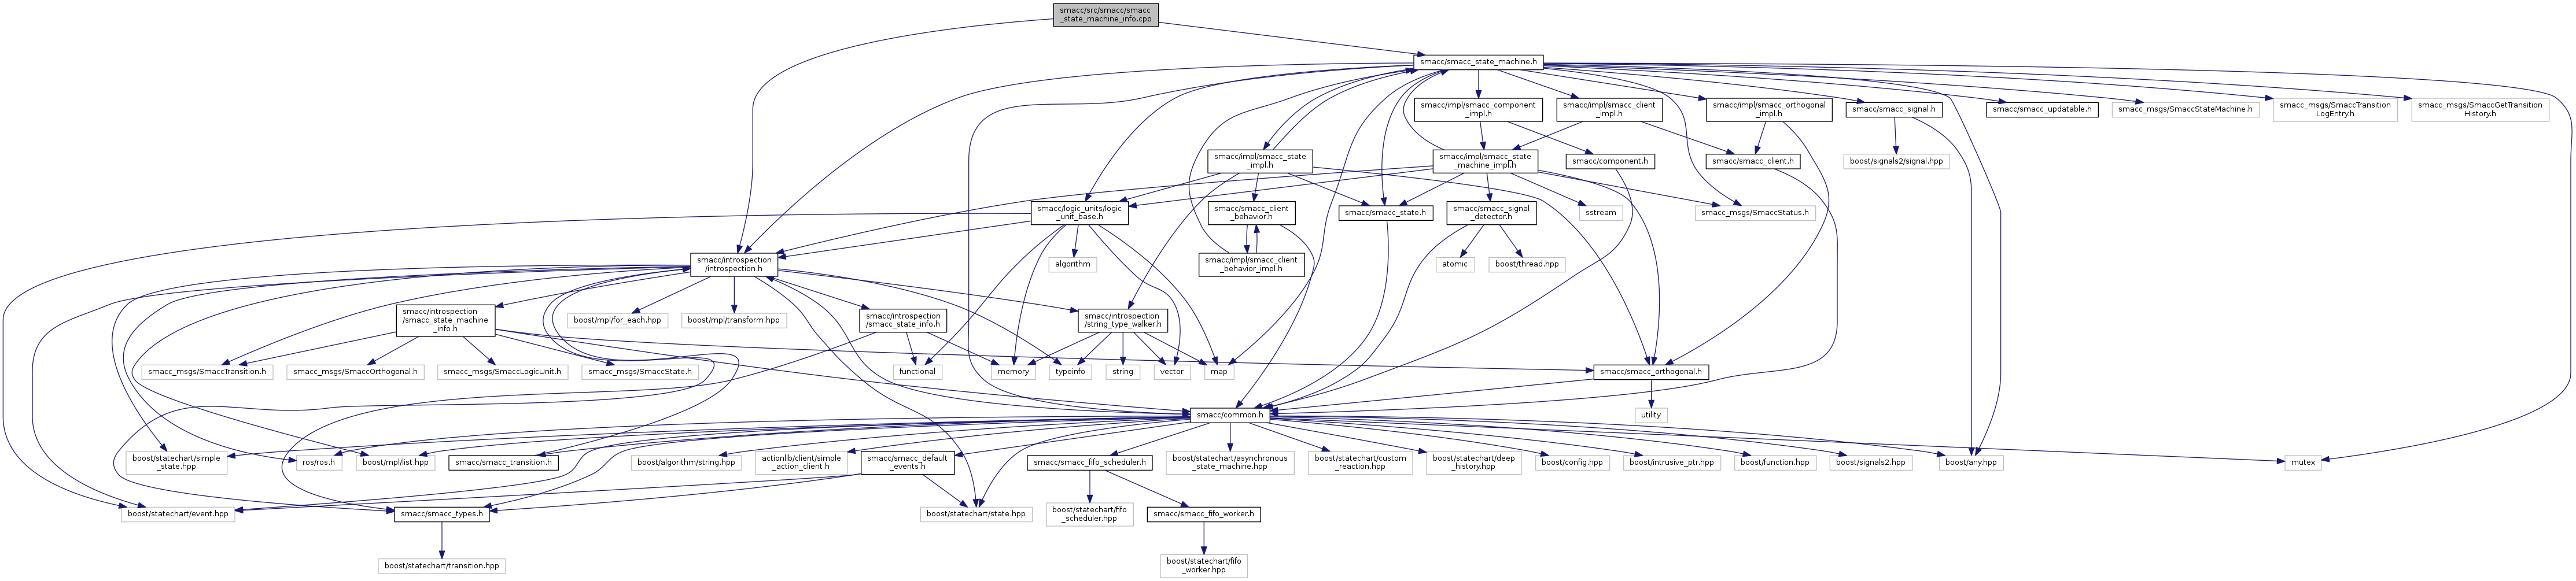 smacc/src/smacc/smacc
_state_machine_info.cpp
smacc/smacc_state_machine.h
smacc/impl/smacc_component
_impl.h
smacc/impl/smacc_client
_impl.h
smacc/impl/smacc_orthogonal
_impl.h
smacc/smacc_signal.h
smacc/smacc_updatable.h
smacc_msgs/SmaccStateMachine.h
smacc_msgs/SmaccTransition
LogEntry.h
smacc_msgs/SmaccGetTransition
History.h
smacc/impl/smacc_state
_impl.h
smacc/impl/smacc_state
_machine_impl.h
smacc/component.h
smacc/smacc_client.h
boost/signals2/signal.hpp
smacc/logic_units/logic
_unit_base.h
smacc/smacc_client
_behavior.h
smacc/smacc_state.h
smacc/smacc_signal
_detector.h
sstream
smacc_msgs/SmaccStatus.h
smacc/introspection
/introspection.h
algorithm
smacc/impl/smacc_client
_behavior_impl.h
atomic
boost/thread.hpp
smacc/introspection
/smacc_state_machine
_info.h
boost/mpl/for_each.hpp
boost/mpl/transform.hpp
smacc/introspection
/smacc_state_info.h
smacc/introspection
/string_type_walker.h
smacc_msgs/SmaccTransition.h
smacc_msgs/SmaccOrthogonal.h
smacc_msgs/SmaccLogicUnit.h
smacc_msgs/SmaccState.h
functional
memory
typeinfo
string
vector
map
smacc/smacc_orthogonal.h
smacc/common.h
utility
boost/statechart/simple
_state.hpp
ros/ros.h
boost/mpl/list.hpp
smacc/smacc_transition.h
boost/algorithm/string.hpp
actionlib/client/simple
_action_client.h
smacc/smacc_default
_events.h
smacc/smacc_fifo_scheduler.h
boost/statechart/asynchronous
_state_machine.hpp
boost/statechart/custom
_reaction.hpp
boost/statechart/deep
_history.hpp
boost/config.hpp
boost/intrusive_ptr.hpp
boost/function.hpp
boost/signals2.hpp
boost/any.hpp
mutex
boost/statechart/event.hpp
smacc/smacc_types.h
boost/statechart/state.hpp
boost/statechart/fifo
_scheduler.hpp
smacc/smacc_fifo_worker.h
boost/statechart/transition.hpp
boost/statechart/fifo
_worker.hpp